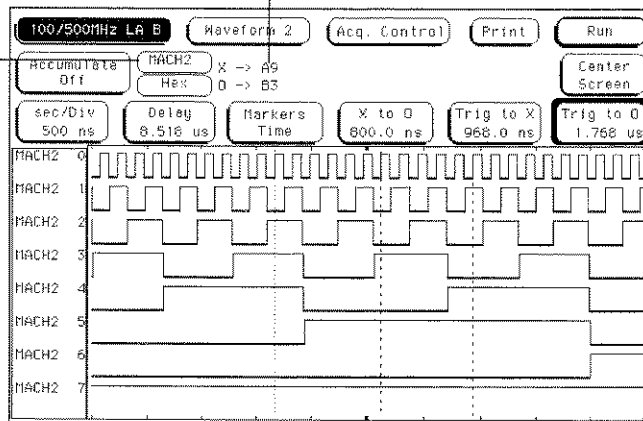 100/500MHz LA B
Waveform 2
Acq. Control
Print
Run
Accumulate
Off
MACH2
Hex
X -> A9
O -> B3
Center
Screen
sec/Div
500 ns
Delay
8.518 us
Markers
Time
X to O
800.0 ns
Trig to X
968.0 ns
Trig to O
1.768 us
MACH2 0
MACH2 1
MACH2 2
MACH2 3
MACH2 4
MACH2 5
MACH2 6
MACH2 7